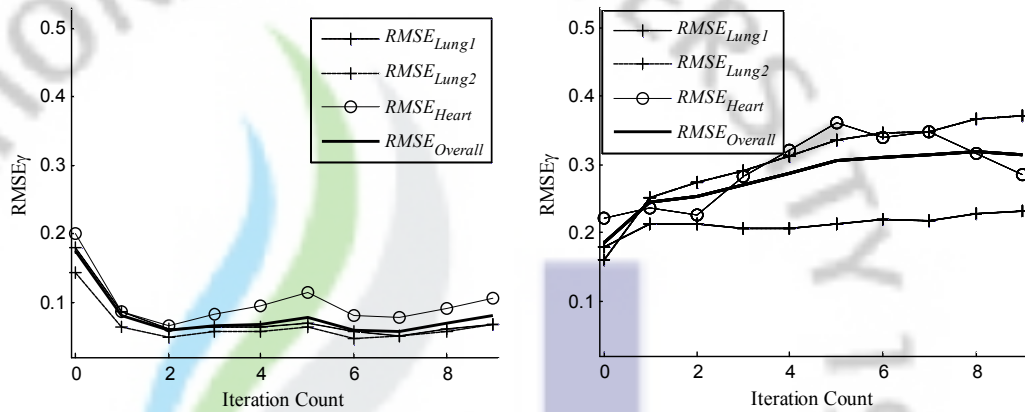 0.5
0.4
0.3
0.2
0.1
RMSEγ
0
2
4
6
8
Iteration Count
RMSE_Lung1
RMSE_Lung2
RMSE_Heart
RMSE_Overall
0.5
0.4
0.3
0.2
0.1
RMSEγ
0
2
4
6
8
Iteration Count
RMSE_Lung1
RMSE_Lung2
RMSE_Heart
RMSE_Overall